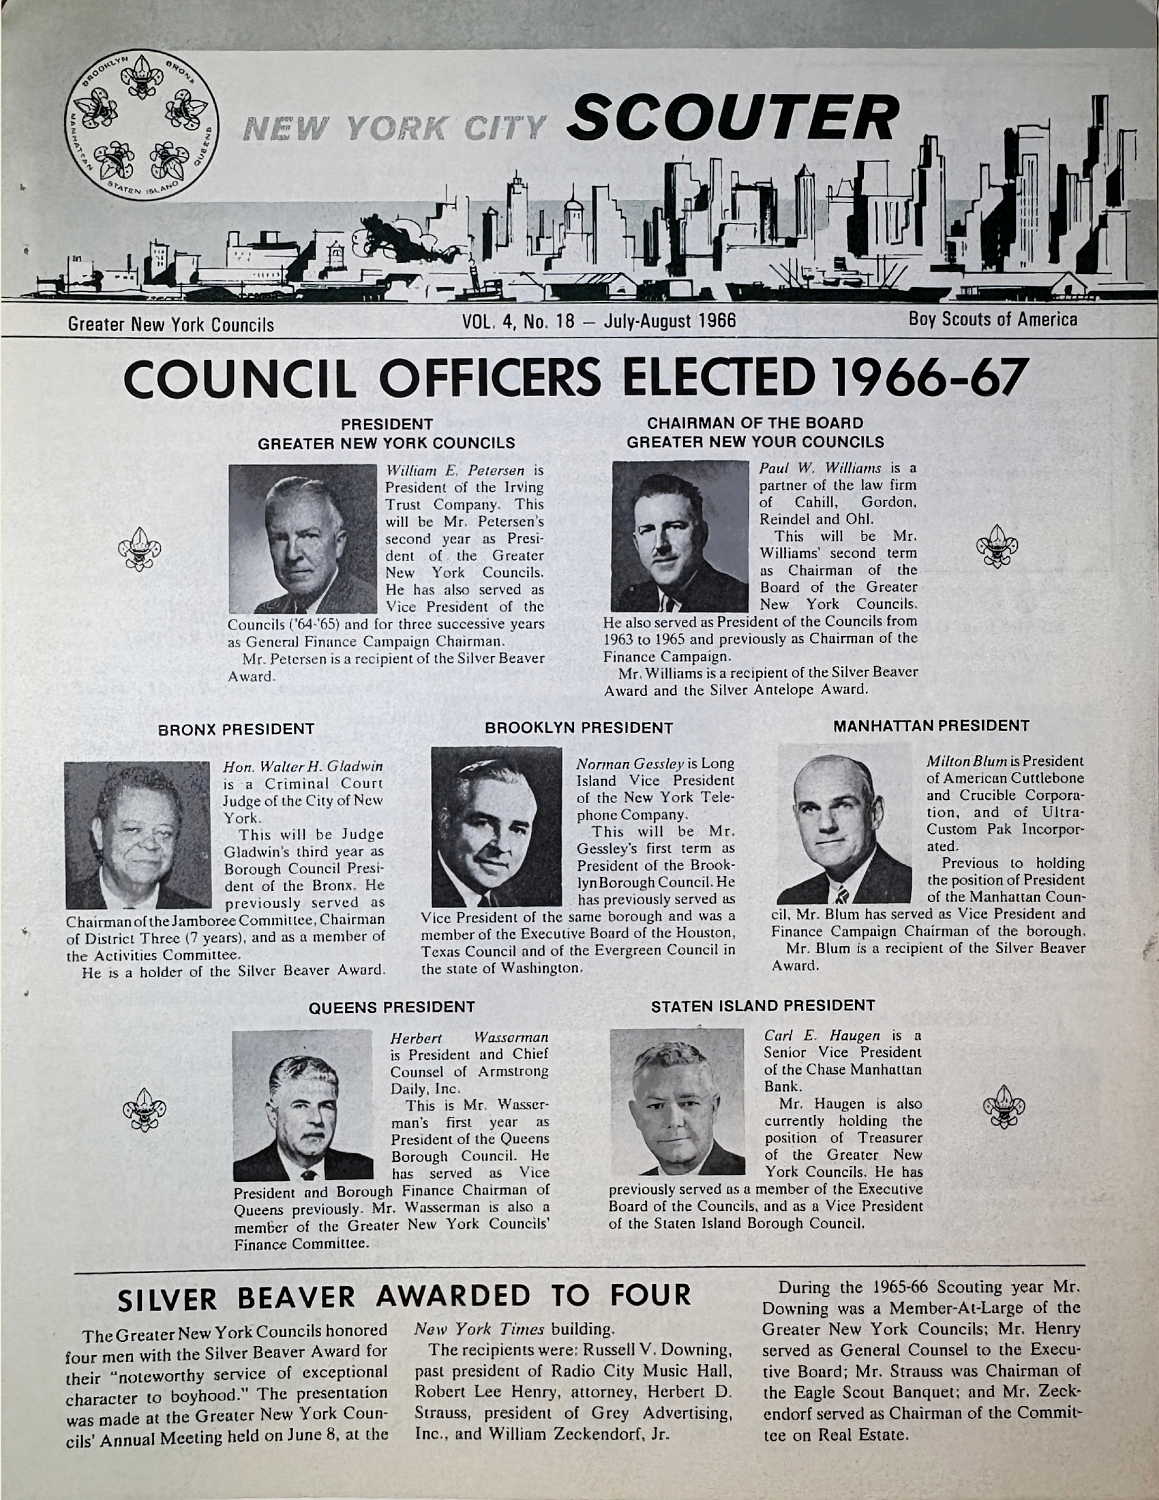 BROOKLYN BRONX
MANHATTAN QUEENS
STATEN ISLAND
NEW YORK CITY SCOUTER
Greater New York Councils
VOL. 4, No. 18 — July-August 1966
Boy Scouts of America
COUNCIL OFFICERS ELECTED 1966-67
PRESIDENT
GREATER NEW YORK COUNCILS
William E. Petersen is
President of the Irving
Trust Company. This
will be Mr. Petersen's
second year as Presi-
dent of the Greater
New York Councils.
He has also served as
Vice President of the
Councils ('64-'65) and for three successive years
as General Finance Campaign Chairman.
Mr. Petersen is a recipient of the Silver Beaver
Award.
CHAIRMAN OF THE BOARD
GREATER NEW YOUR COUNCILS
Paul W. Williams is a
partner of the law firm
of Cahill, Gordon,
Reindel and Ohl.
This will be Mr.
Williams' second term
as Chairman of the
Board of the Greater
New York Councils.
He also served as President of the Councils from
1963 to 1965 and previously as Chairman of the
Finance Campaign.
Mr. Williams is a recipient of the Silver Beaver
Award and the Silver Antelope Award.
BRONX PRESIDENT
Hon. Walter H. Gladwin
is a Criminal Court
Judge of the City of New
York.
This will be Judge
Gladwin's third year as
Borough Council Presi-
dent of the Bronx. He
previously served as
Chairman of the Jamboree Committee, Chairman
of District Three (7 years), and as a member of
the Activities Committee.
He is a holder of the Silver Beaver Award.
BROOKLYN PRESIDENT
Norman Gessley is Long
Island Vice President
of the New York Tele-
phone Company.
This will be Mr.
Gessley's first term as
President of the Brook-
lyn Borough Council. He
has previously served as
Vice President of the same borough and was a
member of the Executive Board of the Houston,
Texas Council and of the Evergreen Council in
the state of Washington.
MANHATTAN PRESIDENT
Milton Blum is President
of American Cuttlebone
and Crucible Corpora-
tion, and of Ultra-
Custom Pak Incorpor-
ated.
Previous to holding
the position of President
of the Manhattan Coun-
cil, Mr. Blum has served as Vice President and
Finance Campaign Chairman of the borough.
Mr. Blum is a recipient of the Silver Beaver
Award.
QUEENS PRESIDENT
Herbert Wasserman
is President and Chief
Counsel of Armstrong
Daily, Inc.
This is Mr. Wasser-
man's first year as
President of the Queens
Borough Council. He
has served as Vice
President and Borough Finance Chairman of
Queens previously. Mr. Wasserman is also a
member of the Greater New York Councils'
Finance Committee.
STATEN ISLAND PRESIDENT
Carl E. Haugen is a
Senior Vice President
of the Chase Manhattan
Bank.
Mr. Haugen is also
currently holding the
position of Treasurer
of the Greater New
York Councils. He has
previously served as a member of the Executive
Board of the Councils, and as a Vice President
of the Staten Island Borough Council.
SILVER BEAVER AWARDED TO FOUR
The Greater New York Councils honored
four men with the Silver Beaver Award for
their "noteworthy service of exceptional
character to boyhood." The presentation
was made at the Greater New York Coun-
cils' Annual Meeting held on June 8, at the
New York Times building.
The recipients were: Russell V. Downing,
past president of Radio City Music Hall,
Robert Lee Henry, attorney, Herbert D.
Strauss, president of Grey Advertising,
Inc., and William Zeckendorf, Jr.
During the 1965-66 Scouting year Mr.
Downing was a Member-At-Large of the
Greater New York Councils; Mr. Henry
served as General Counsel to the Execu-
tive Board; Mr. Strauss was Chairman of
the Eagle Scout Banquet; and Mr. Zeck-
endorf served as Chairman of the Commit-
tee on Real Estate.